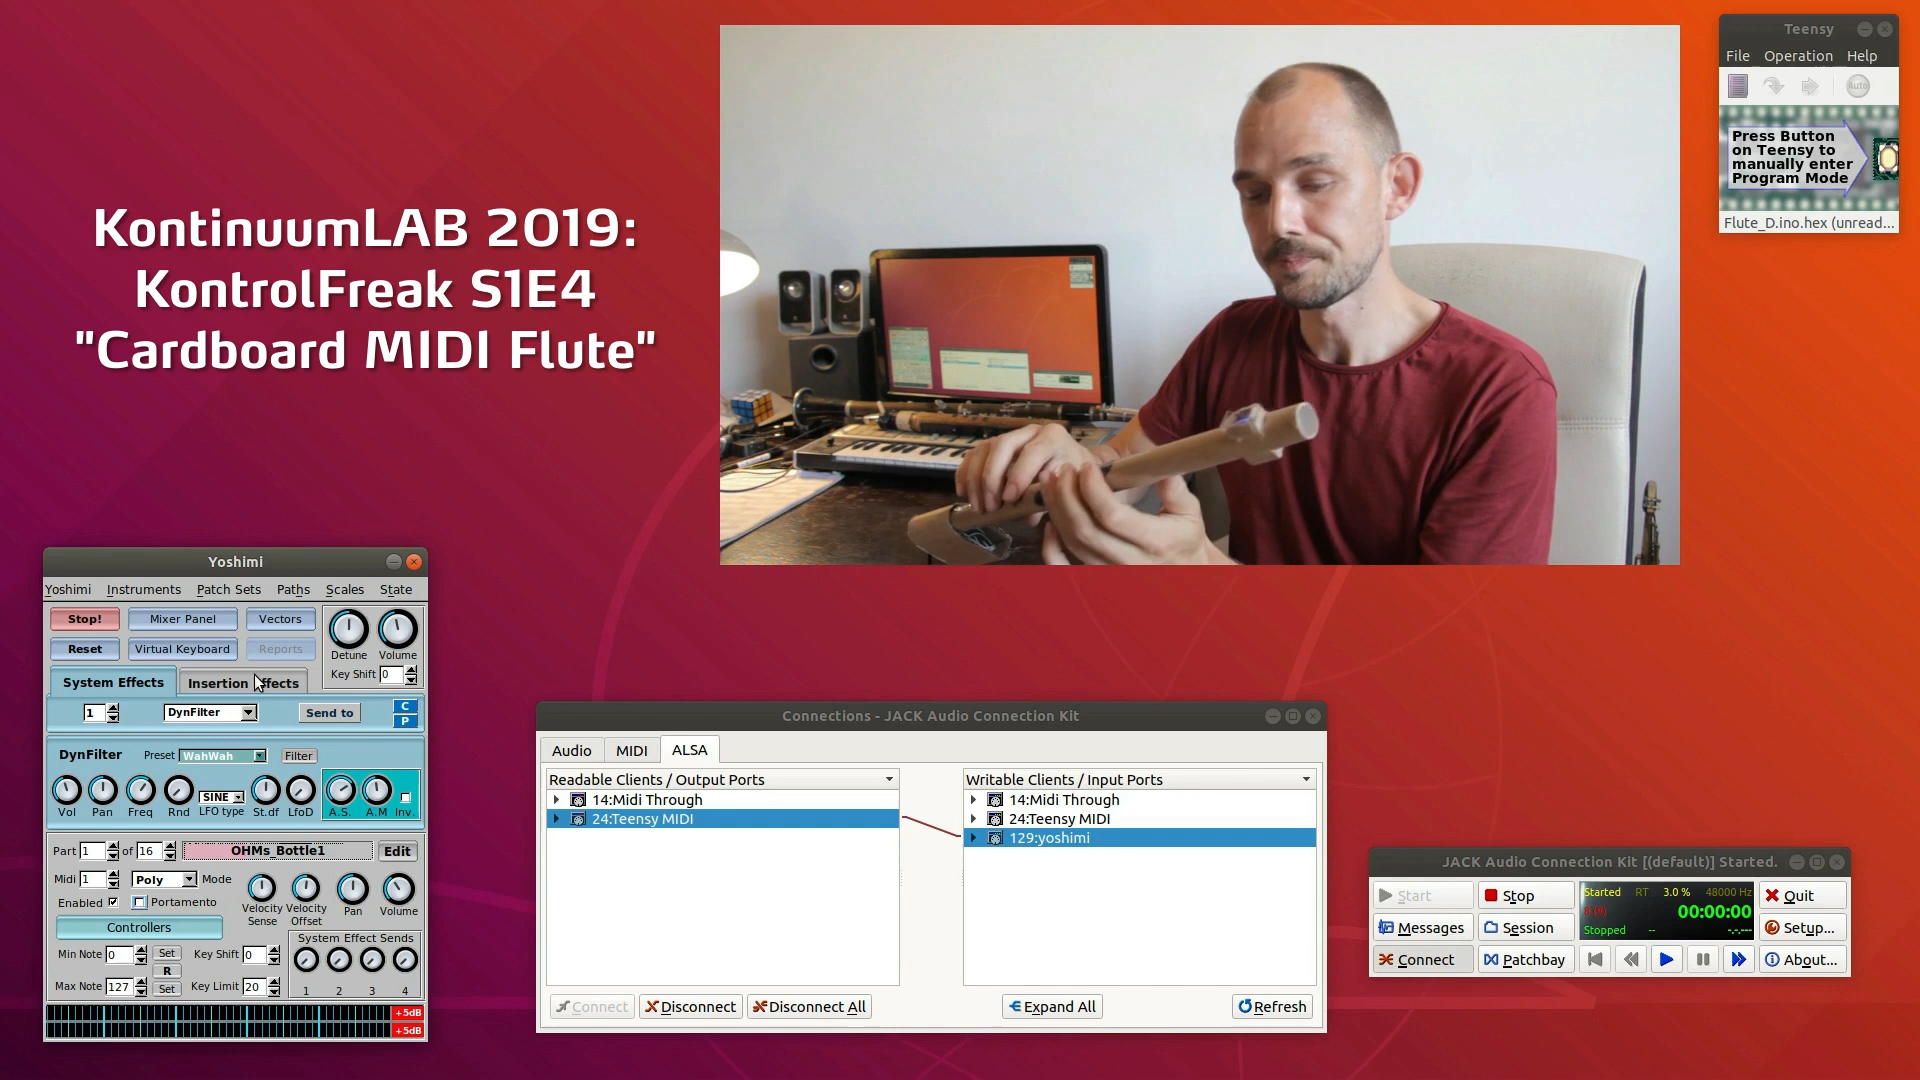 KontinuumLAB 2019:
KontrolFreak S1E4
"Cardboard MIDI Flute"
Teensy
File Operation Help
Auto
Press Button
on Teensy to
manually enter
Program Mode
Flute_D.ino.hex (unread...
Yoshimi
Yoshimi Instruments Patch Sets Paths Scales State
Stop! Mixer Panel Vectors
Reset Virtual Keyboard Reports
Detune Volume
Key Shift 0
System Effects Insertion Effects
1 DynFilter Send to C
P
DynFilter Preset WahWah Filter
SINE
Vol Pan Freq Rnd LFO type St.df LfoD A.S. A.M Inv.
Part 1 of 16 OHMs_Bottle1 Edit
Midi 1 Poly Mode
Enabled Portamento
Velocity Sense Velocity Offset Pan Volume
Controllers
System Effect Sends
Min Note 0 Set Key Shift 0
R
Max Note 127 Set Key Limit 20
1 2 3 4
+5dB
+5dB
Connections - JACK Audio Connection Kit
Audio MIDI ALSA
Readable Clients / Output Ports
14:Midi Through
24:Teensy MIDI
Writable Clients / Input Ports
14:Midi Through
24:Teensy MIDI
129:yoshimi
Connect Disconnect Disconnect All Expand All Refresh
JACK Audio Connection Kit [(default)] Started.
Start Stop Started RT 3.0 % 48000 Hz Quit
00:00:00
Messages Session Stopped -- -.-.--- Setup...
Connect Patchbay About...